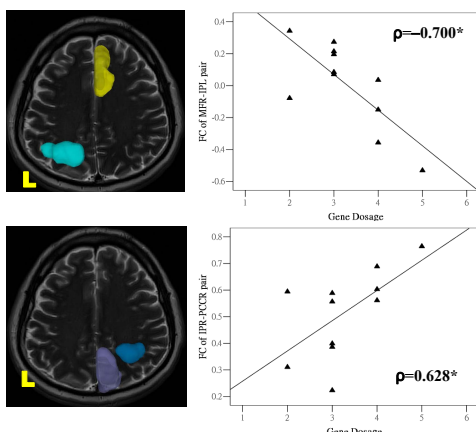 L
0.4
0.2
0.0
-0.2
-0.4
-0.6
FC of MFR-IPL pair
ρ=-0.700*
1 2 3 4 5 6
Gene Dosage
L
0.9
0.8
0.7
0.6
0.5
0.4
0.3
0.2
FC of IPR-PCCR pair
ρ=0.628*
1 2 3 4 5 6
Gene Dosage